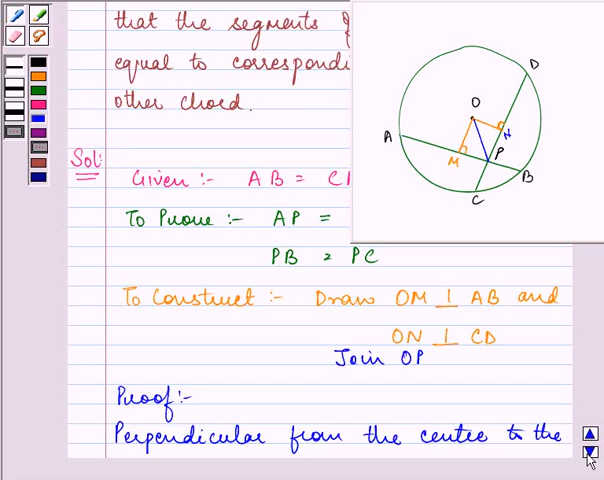 that the segments
equal to correspondi
other chord.
Sol:
Given :- AB = C
To Prove :- AP =
PB = PC
To Construct :- Draw OM ⊥ AB and
ON ⊥ CD
Join OP
Proof:-
Perpendicular from the centre to the
D
O
A
N
M
P
B
C